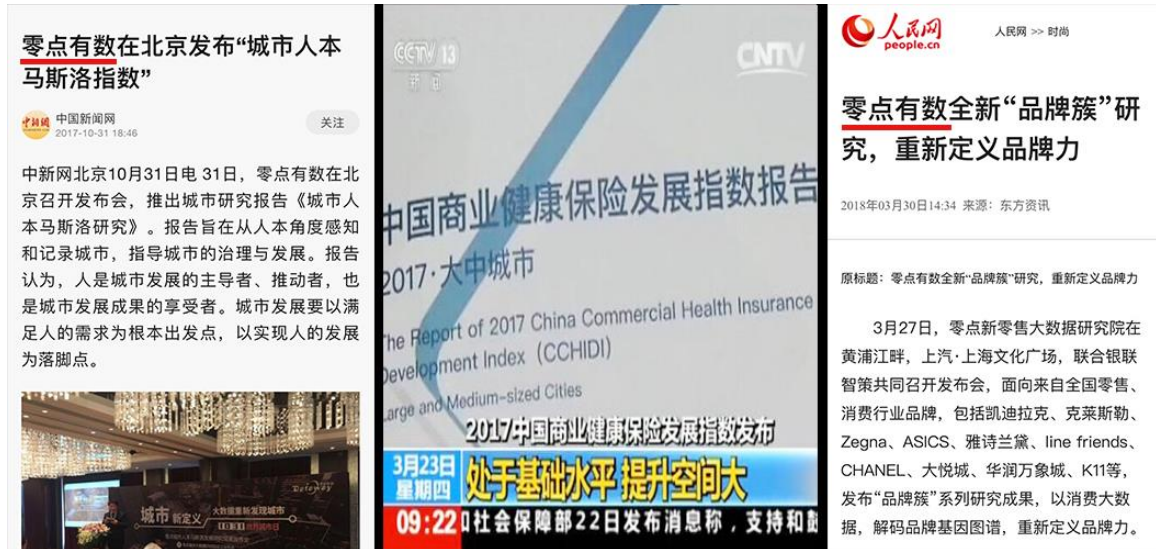 零点有数在北京发布“城市人本
马斯洛指数”
中新网
中国新闻网
2017-10-31 18:46
关注
中新网北京10月31日电 31日，零点有数在北
京召开发布会，推出城市研究报告《城市人
本马斯洛研究》。报告旨在从人本角度感知
和记录城市，指导城市的治理与发展。报告
认为，人是城市发展的主导者、推动者，也
是城市发展成果的享受者。城市发展要以满
足人的需求为根本出发点，以实现人的发展
为落脚点。
Dataway
城市 新定义
大数据重新发现城市
CCTV 13
新闻
CNTV
中国商业健康保险发展指数报告
2017·大中城市
The Report of 2017 China Commercial Health Insurance
Development Index (CCHIDI)
Large and Medium-sized Cities
2017中国商业健康保险发展指数发布
3月23日
星期四
处于基础水平 提升空间大
09:22
社会保障部22日发布消息称，支持和鼓
人民网
people.cn
人民网 >> 时尚
零点有数全新“品牌簇”研
究，重新定义品牌力
2018年03月30日14:34 来源：东方资讯
原标题：零点有数全新“品牌簇”研究，重新定义品牌力
3月27日，零点新零售大数据研究院在
黄浦江畔，上汽·上海文化广场，联合银联
智策共同召开发布会，面向来自全国零售、
消费行业品牌，包括凯迪拉克、克莱斯勒、
Zegna、ASICS、雅诗兰黛、line friends、
CHANEL、大悦城、华润万象城、K11等，
发布“品牌簇”系列研究成果，以消费大数
据，解码品牌基因图谱，重新定义品牌力。